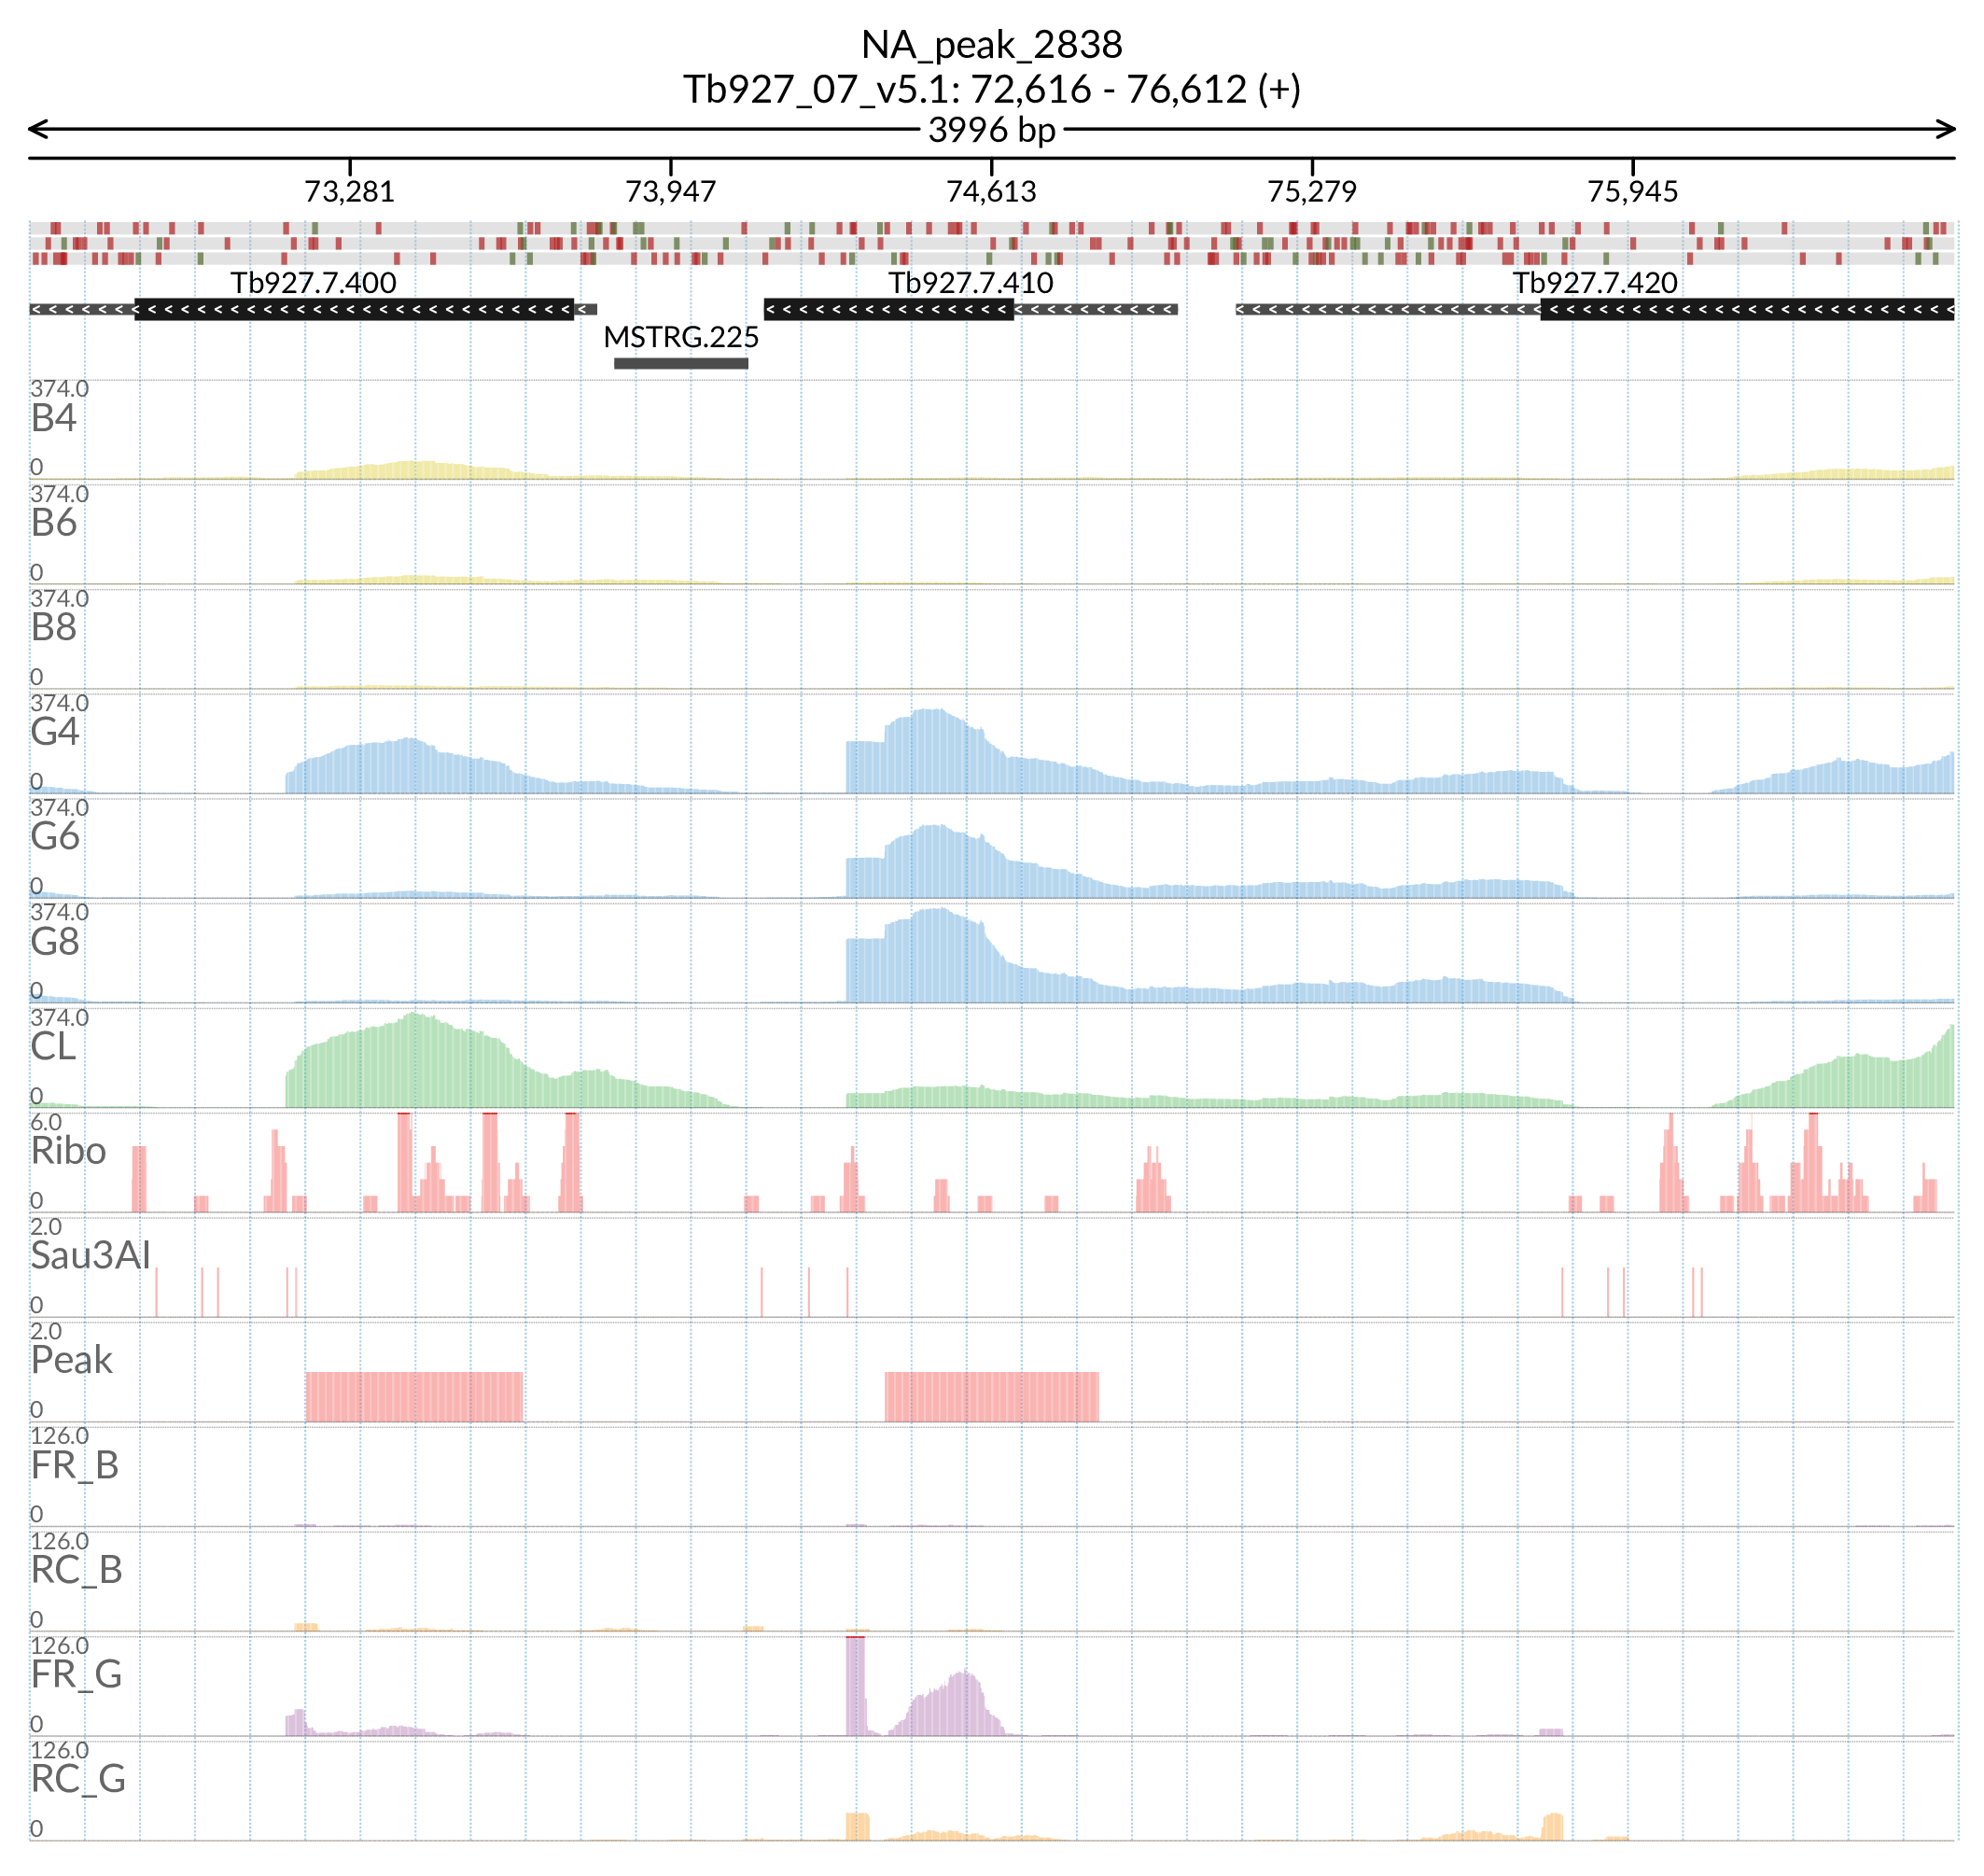 NA_peak_2838
Tb927_07_v5.1: 72,616 - 76,612 (+)
3996 bp
73,281 73,947 74,613 75,279 75,945
Tb927.7.400 Tb927.7.410 Tb927.7.420
MSTRG.225
374.0
B4
0
374.0
B6
0
374.0
B8
0
374.0
G4
0
374.0
G6
0
374.0
G8
0
374.0
CL
0
6.0
Ribo
0
2.0
Sau3AI
0
2.0
Peak
0
126.0
FR_B
0
126.0
RC_B
0
126.0
FR_G
0
126.0
RC_G
0